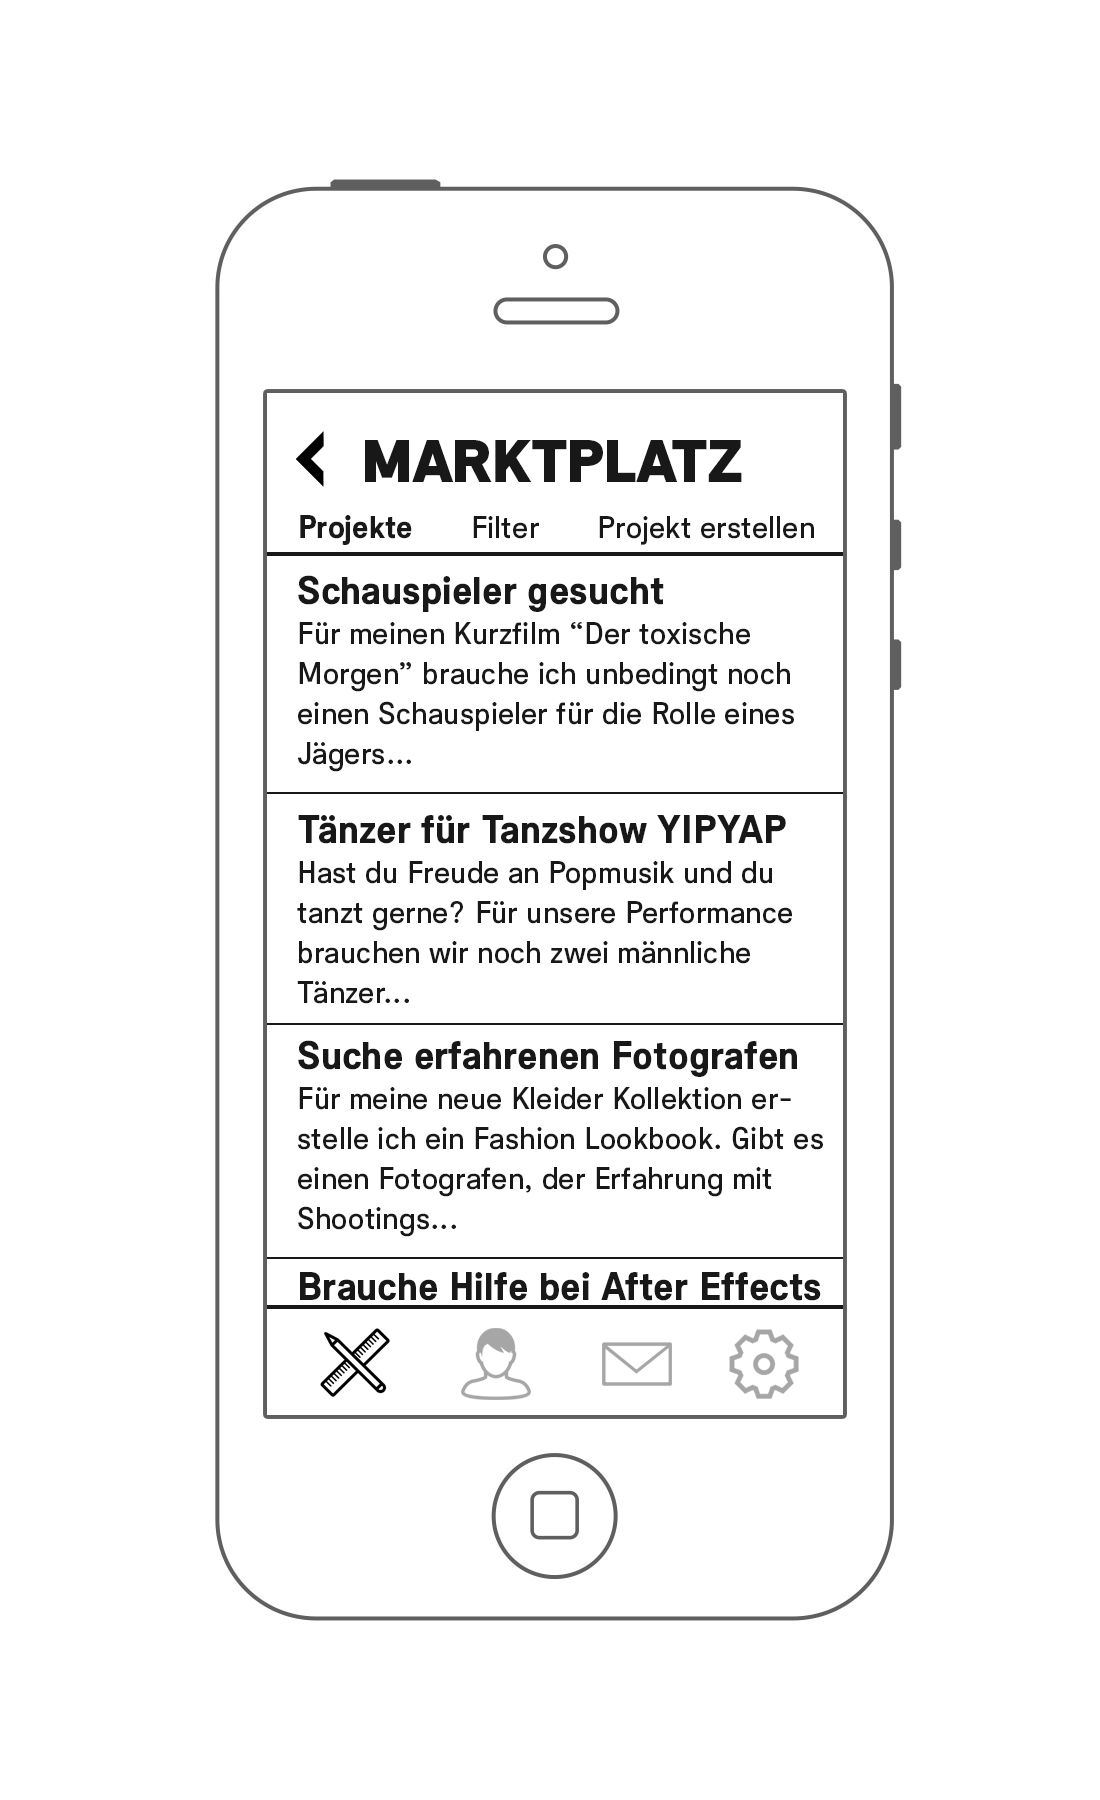 MARKTPLATZ
Projekte Filter Projekt erstellen
Schauspieler gesucht
Für meinen Kurzfilm “Der toxische
Morgen” brauche ich unbedingt noch
einen Schauspieler für die Rolle eines
Jägers...
Tänzer für Tanzshow YIPYAP
Hast du Freude an Popmusik und du
tanzt gerne? Für unsere Performance
brauchen wir noch zwei männliche
Tänzer...
Suche erfahrenen Fotografen
Für meine neue Kleider Kollektion er-
stelle ich ein Fashion Lookbook. Gibt es
einen Fotografen, der Erfahrung mit
Shootings...
Brauche Hilfe bei After Effects